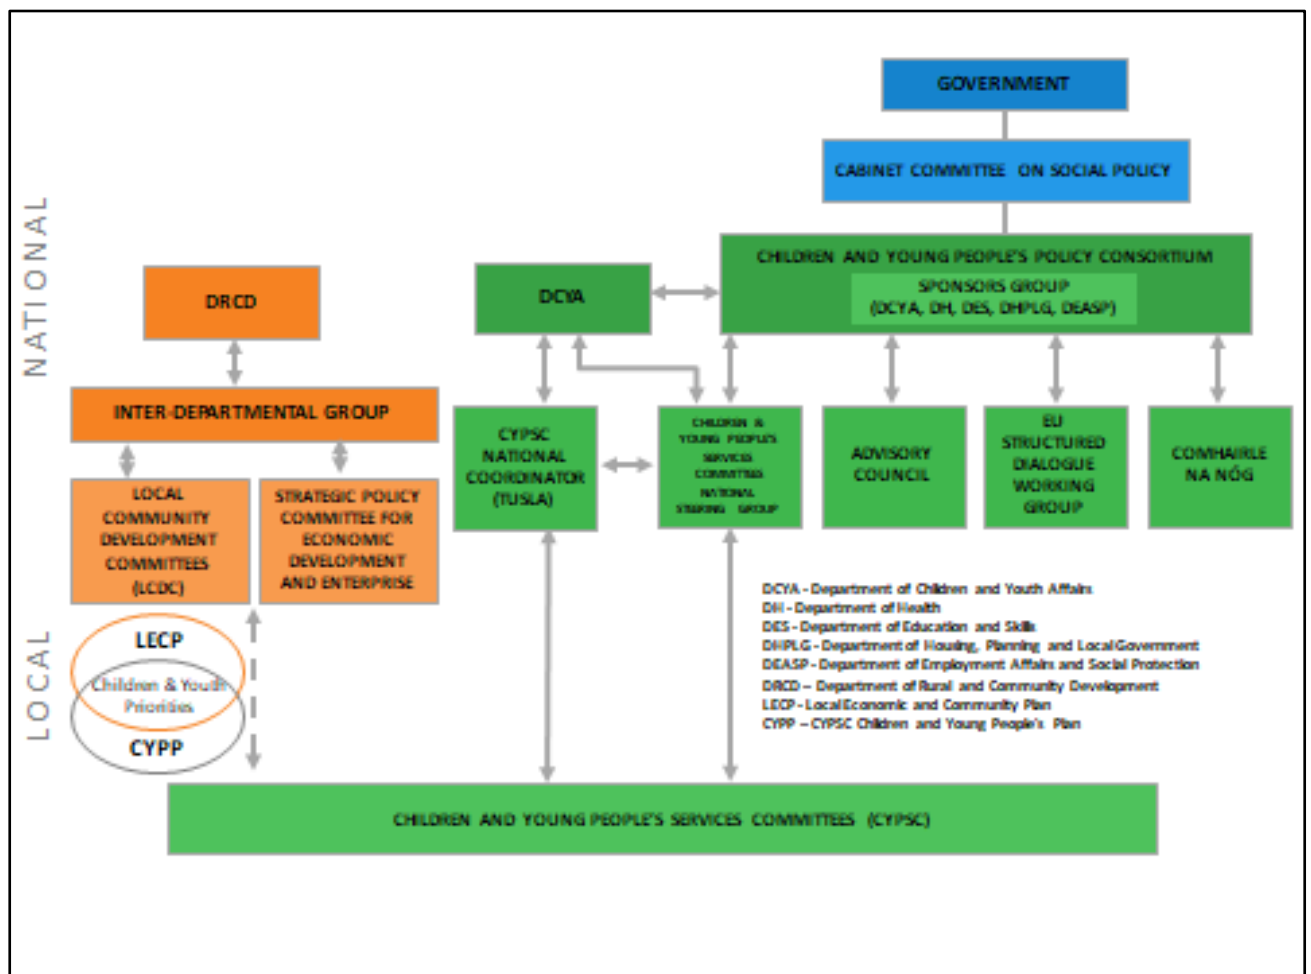 GOVERNMENT
CABINET COMMITTEE ON SOCIAL POLICY
CHILDREN AND YOUNG PEOPLE'S POLICY CONSORTIUM
SPONSORS GROUP
(DCYA, DH, DES, DHPLG, DEASP)
NATIONAL
DRCD
DCYA
INTER-DEPARTMENTAL GROUP
LOCAL
COMMUNITY
DEVELOPMENT
COMMITTEES
(LCDC)
STRATEGIC POLICY
COMMITTEE FOR
ECONOMIC
DEVELOPMENT
AND ENTERPRISE
CYPSC
NATIONAL
COORDINATOR
(TUSLA)
CHILDREN &
YOUNG PEOPLE'S
SERVICES
COMMITTEE
NATIONAL
STEERING GROUP
ADVISORY
COUNCIL
EU
STRUCTURED
DIALOGUE
WORKING
GROUP
COMHAIRLE
NA NÓG
LOCAL
LECP
Children & Youth
Priorities
CYPP
DCYA - Department of Children and Youth Affairs
DH - Department of Health
DES - Department of Education and Skills
DHPLG - Department of Housing, Planning and Local Government
DEASP - Department of Employment Affairs and Social Protection
DRCD – Department of Rural and Community Development
LECP - Local Economic and Community Plan
CYPP – CYPSC Children and Young People's Plan
CHILDREN AND YOUNG PEOPLE'S SERVICES COMMITTEES (CYPSC)